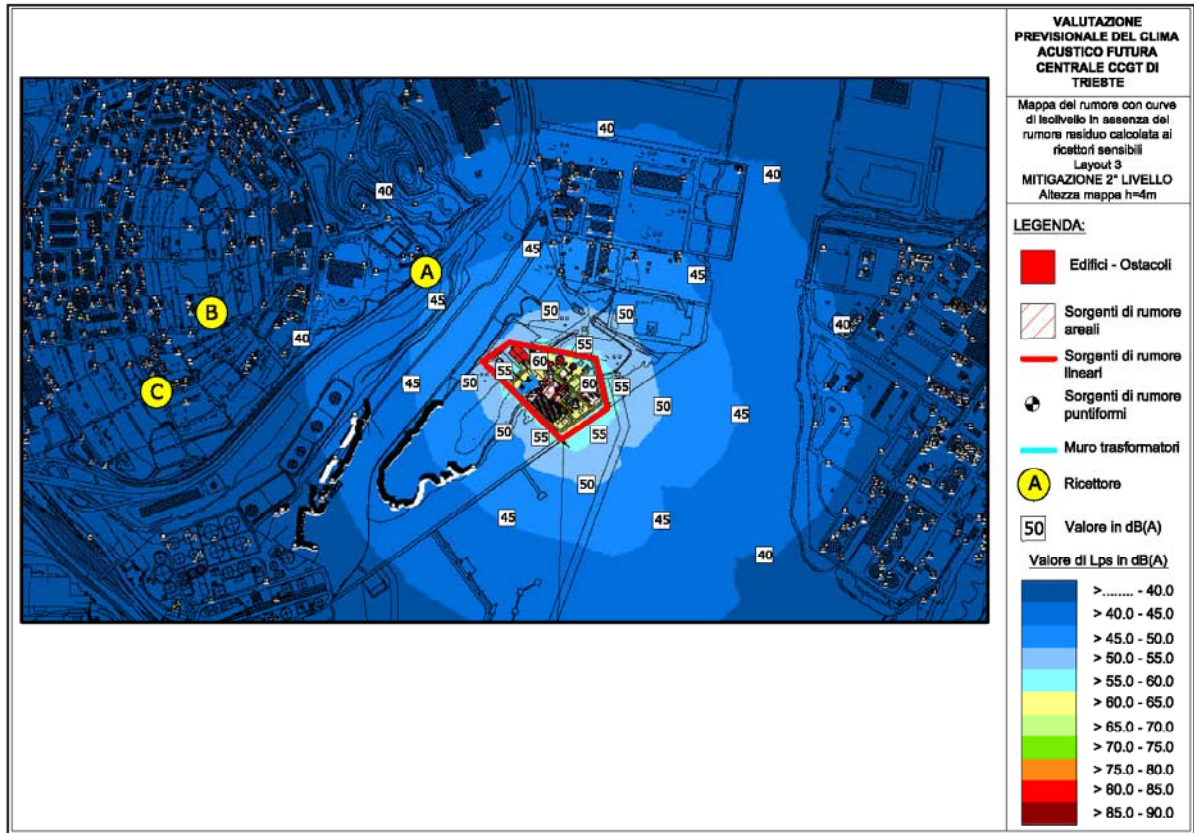 VALUTAZIONE
PREVISIONALE DEL CLIMA
ACUSTICO FUTURA
CENTRALE CCGT DI
TRIESTE
Mappa del rumore con curve
di isolivello in assenza del
rumore residuo calcolata ai
ricettori sensibili
Layout 3
MITIGAZIONE 2° LIVELLO
Altezza mappa h=4m
LEGENDA:
Edifici - Ostacoli
Sorgenti di rumore
areali
Sorgenti di rumore
lineari
Sorgenti di rumore
puntiformi
Muro trasformatori
A
Ricettore
50
Valore in dB(A)
Valore di Lps in dB(A)
>........ - 40.0
> 40.0 - 45.0
> 45.0 - 50.0
> 50.0 - 55.0
> 55.0 - 60.0
> 60.0 - 65.0
> 65.0 - 70.0
> 70.0 - 75.0
> 75.0 - 80.0
> 80.0 - 85.0
> 85.0 - 90.0
40
40
40
45
A
45
45
B
50
50
40
40
55
60
55
45
50
60
55
C
50
45
50
55
55
50
45
45
40